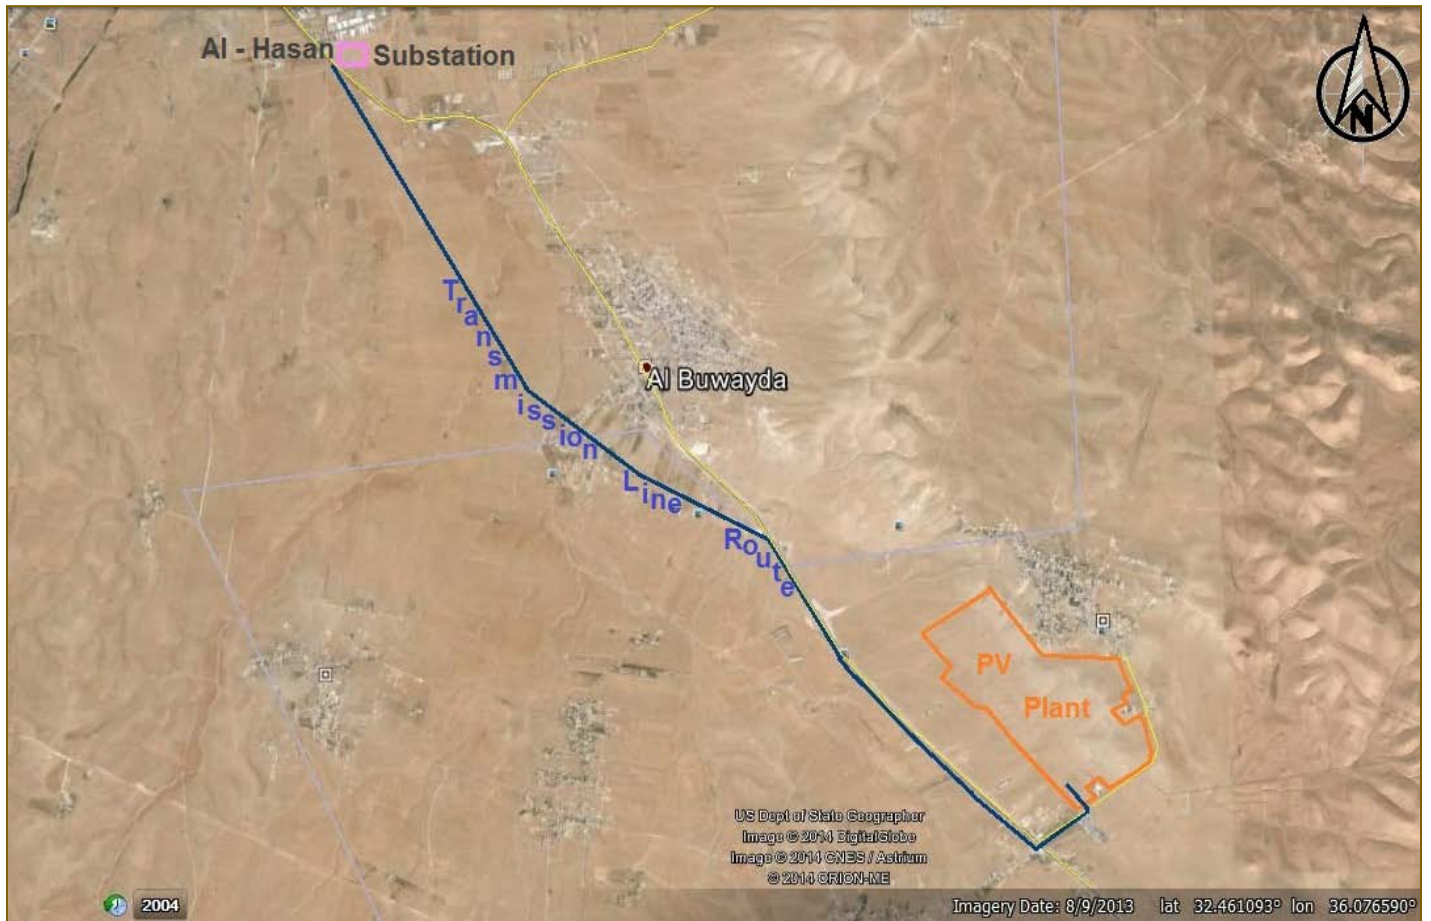 Al - Hasan Substation
N
Transmission Line Route
Al Buwayda
PV
Plant
US Dept of State Geographer
Image © 2014 DigitalGlobe
Image © 2014 CNES / Astrium
© 2014 ORION-ME
2004
Imagery Date: 8/9/2013 lat 32.461093° lon 36.076590°